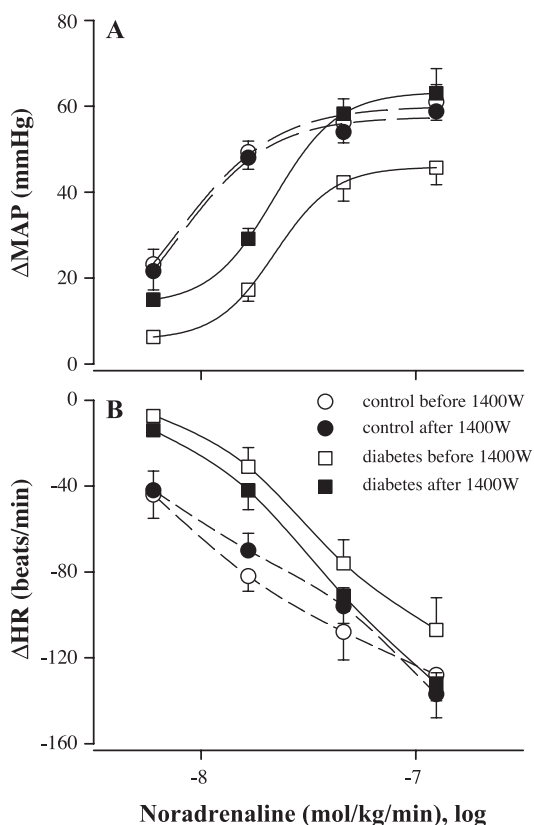 80
A
60
40
20
0
ΔMAP (mmHg)
0
B
-40
-80
-120
-160
ΔHR (beats/min)
control before 1400W
control after 1400W
diabetes before 1400W
diabetes after 1400W
-8
-7
Noradrenaline (mol/kg/min), log